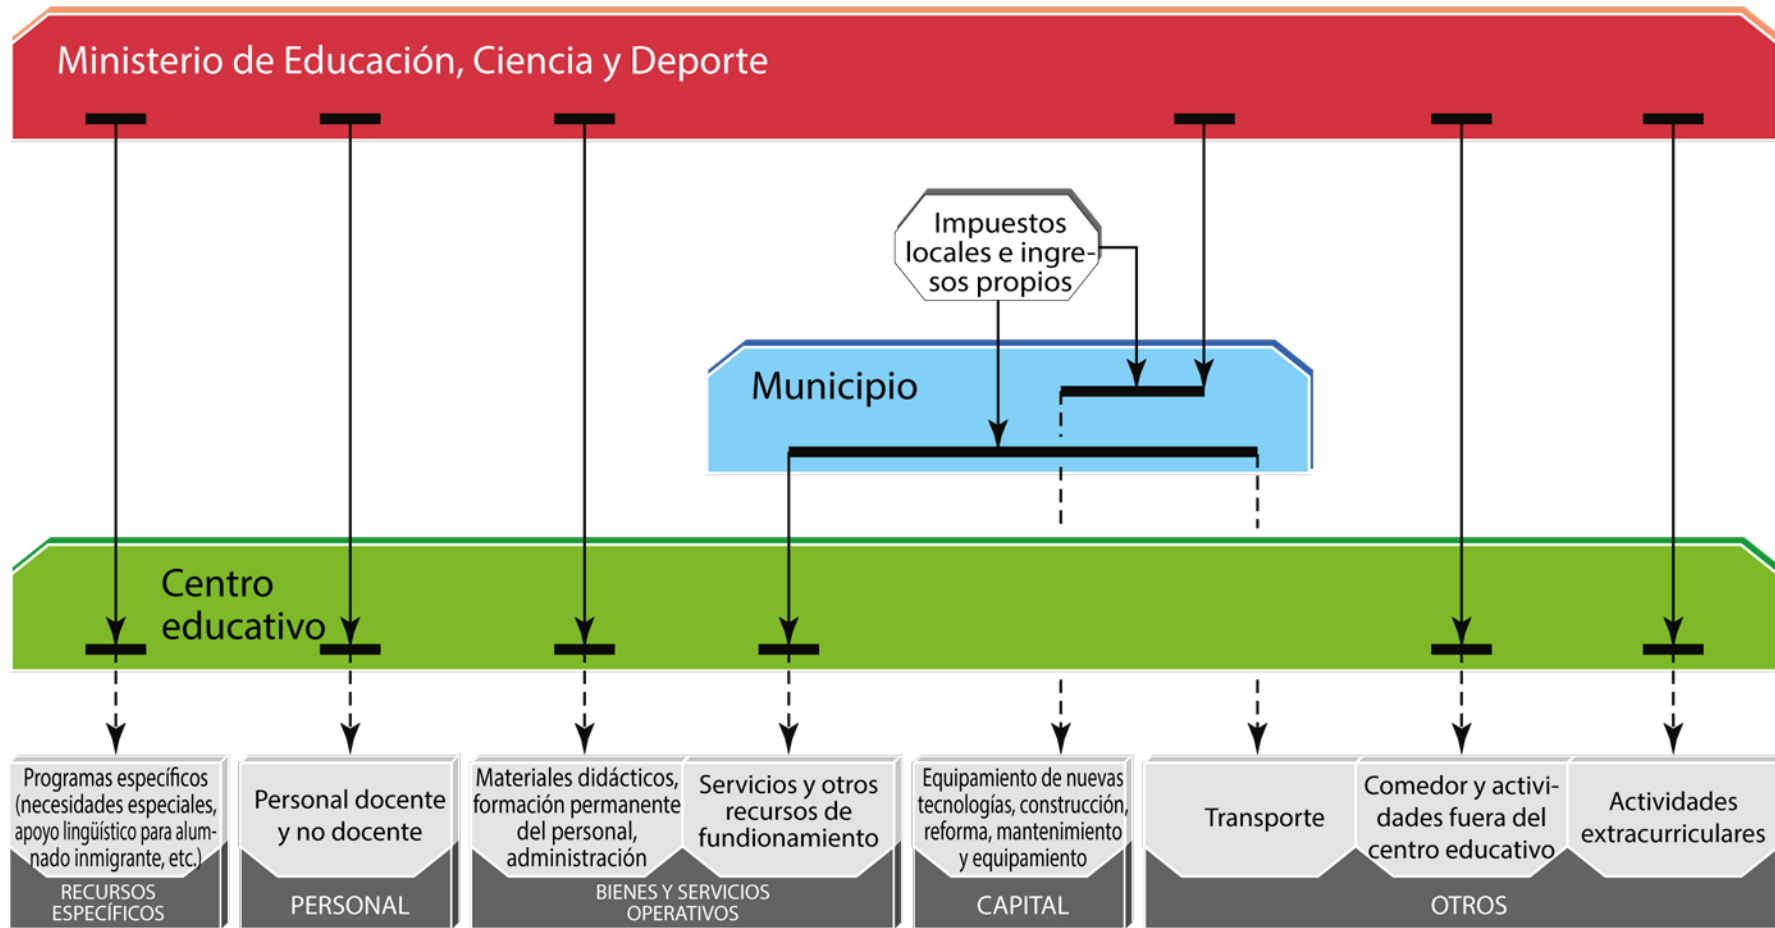 Ministerio de Educación, Ciencia y Deporte
Impuestos
locales e ingre-
sos propios
Municipio
Centro
educativo
Programas específicos
(necesidades especiales,
apoyo lingüístico para alum-
nado inmigrante, etc.)
RECURSOS
ESPECÍFICOS
Personal docente
y no docente
PERSONAL
Materiales didácticos,
formación permanente
del personal,
administración
Servicios y otros
recursos de
fundionamiento
BIENES Y SERVICIOS
OPERATIVOS
Equipamiento de nuevas
tecnologías, construcción,
reforma, mantenimiento
y equipamiento
CAPITAL
Transporte
Comedor y activi-
dades fuera del
centro educativo
Actividades
extracurriculares
OTROS